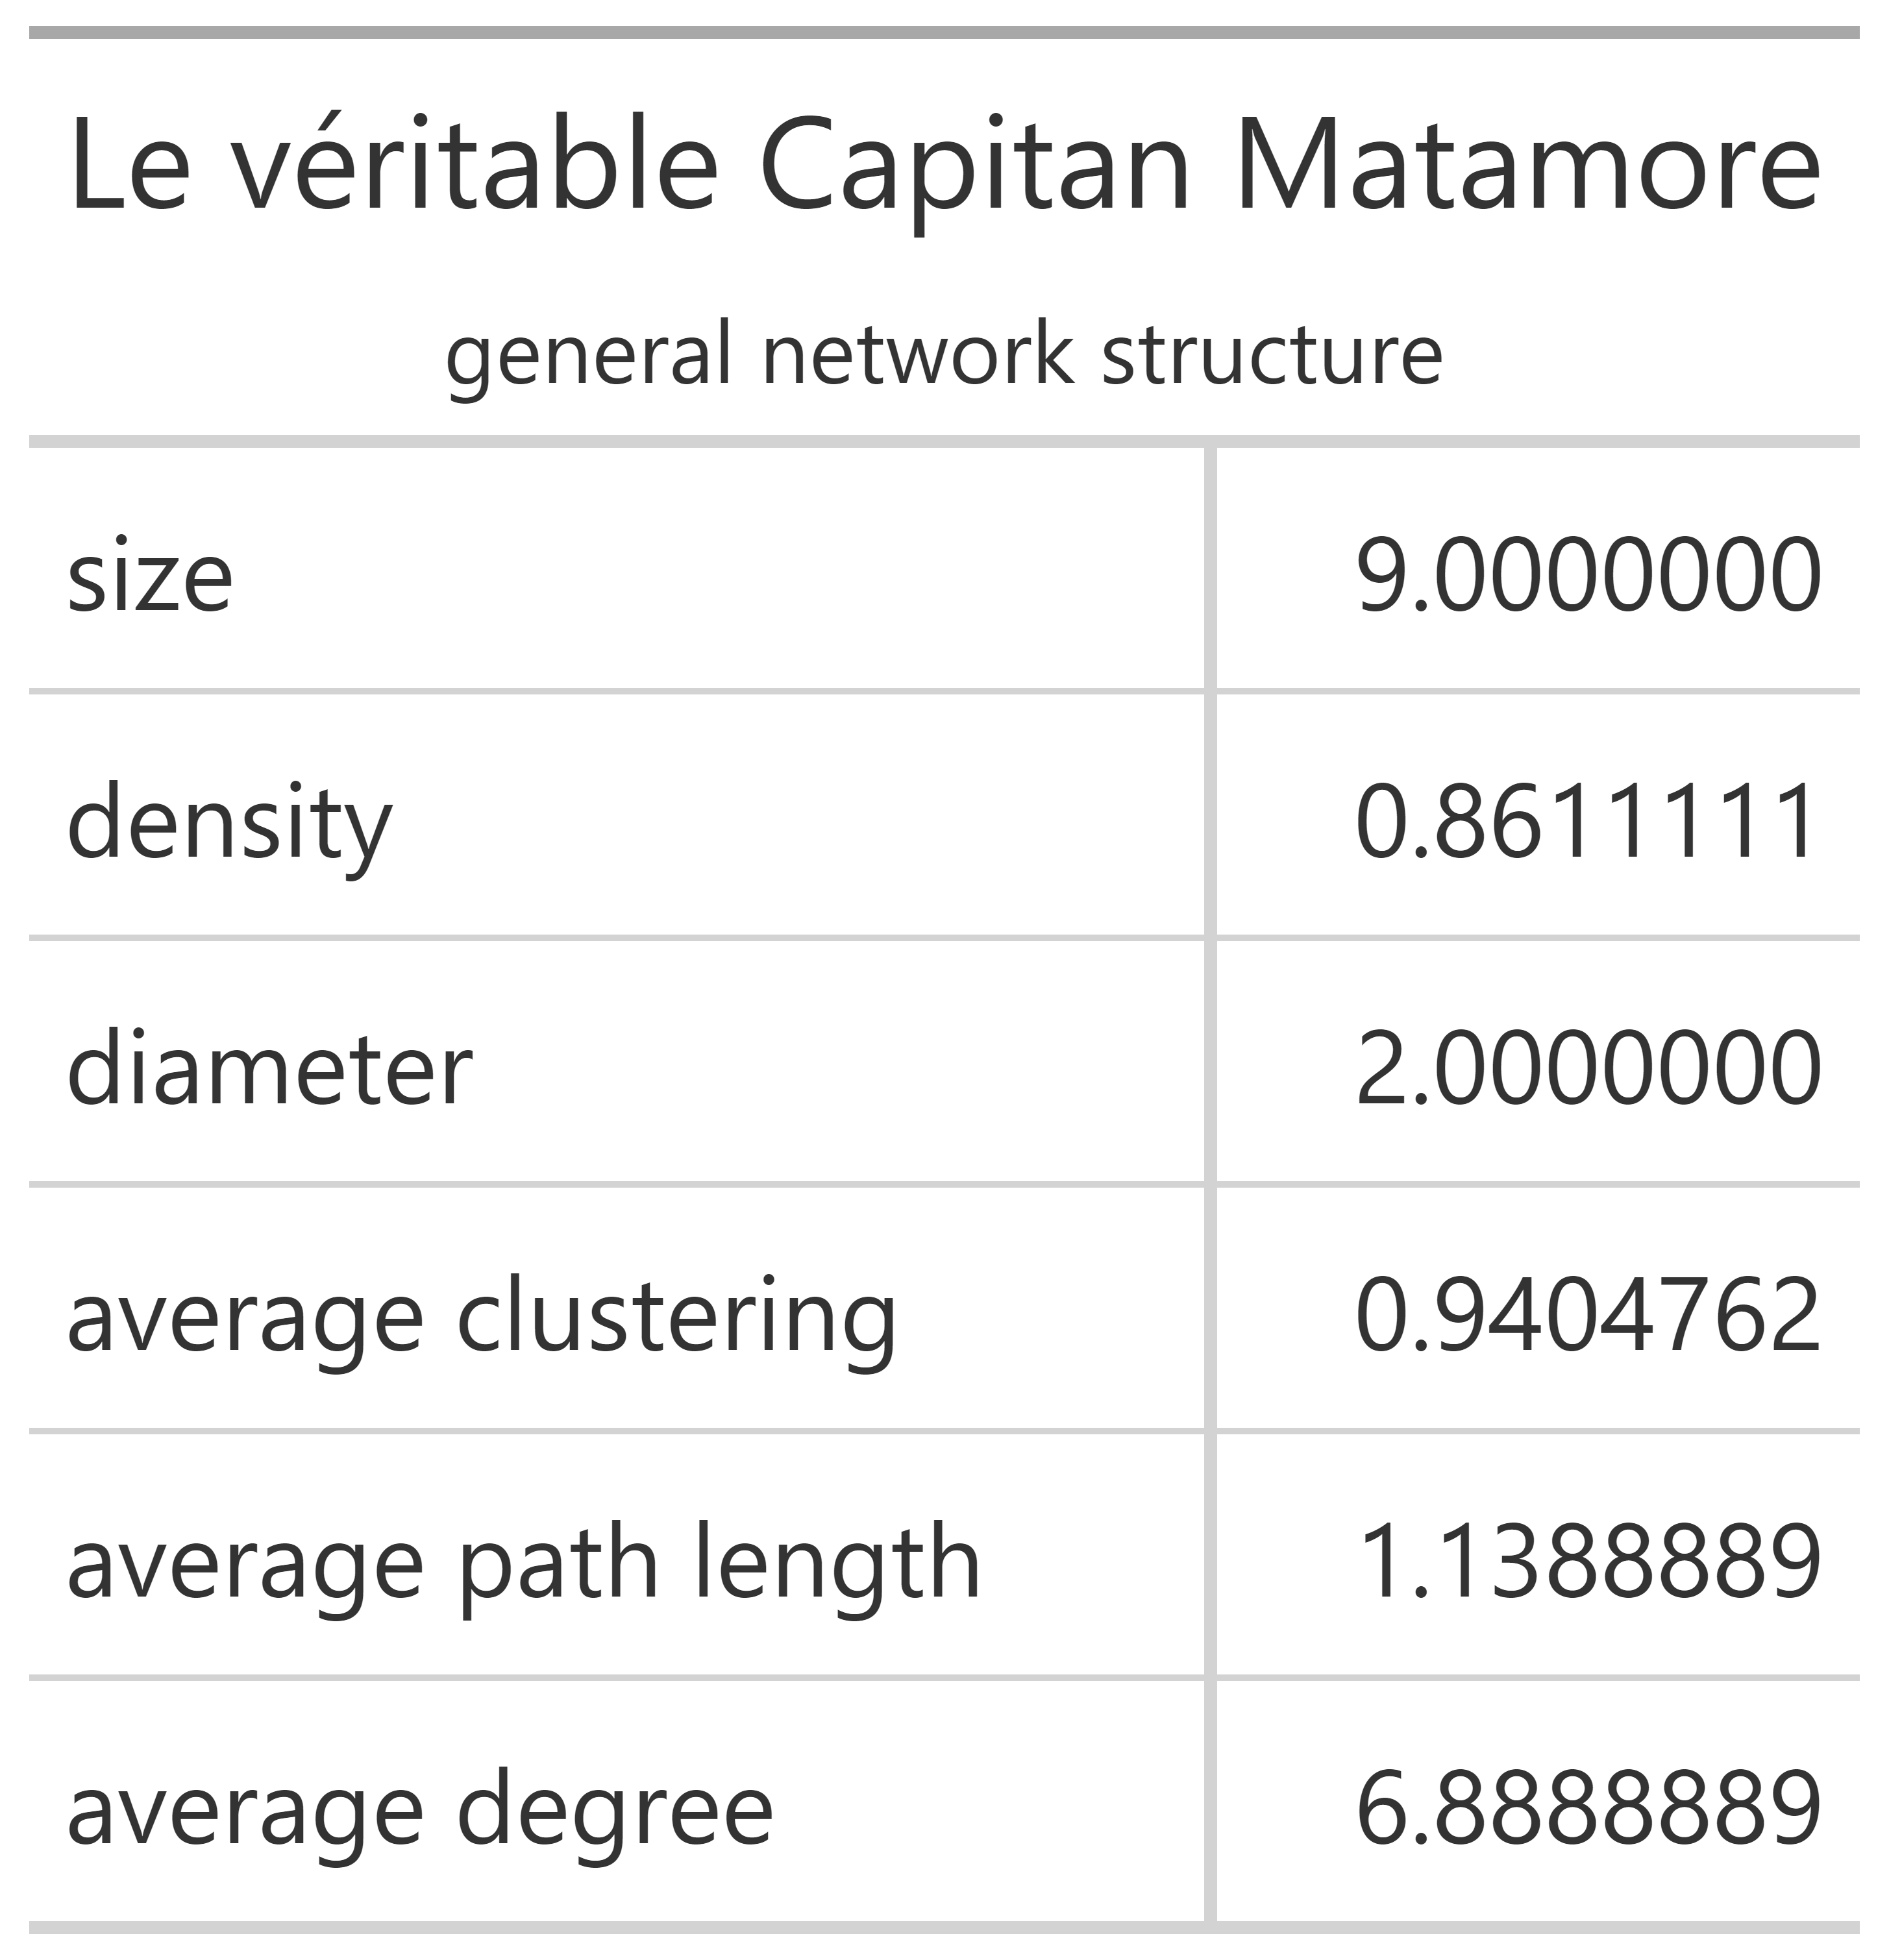 Le véritable Capitan Matamore
general network structure
size 9.0000000
density 0.8611111
diameter 2.0000000
average clustering 0.9404762
average path length 1.1388889
average degree 6.8888889